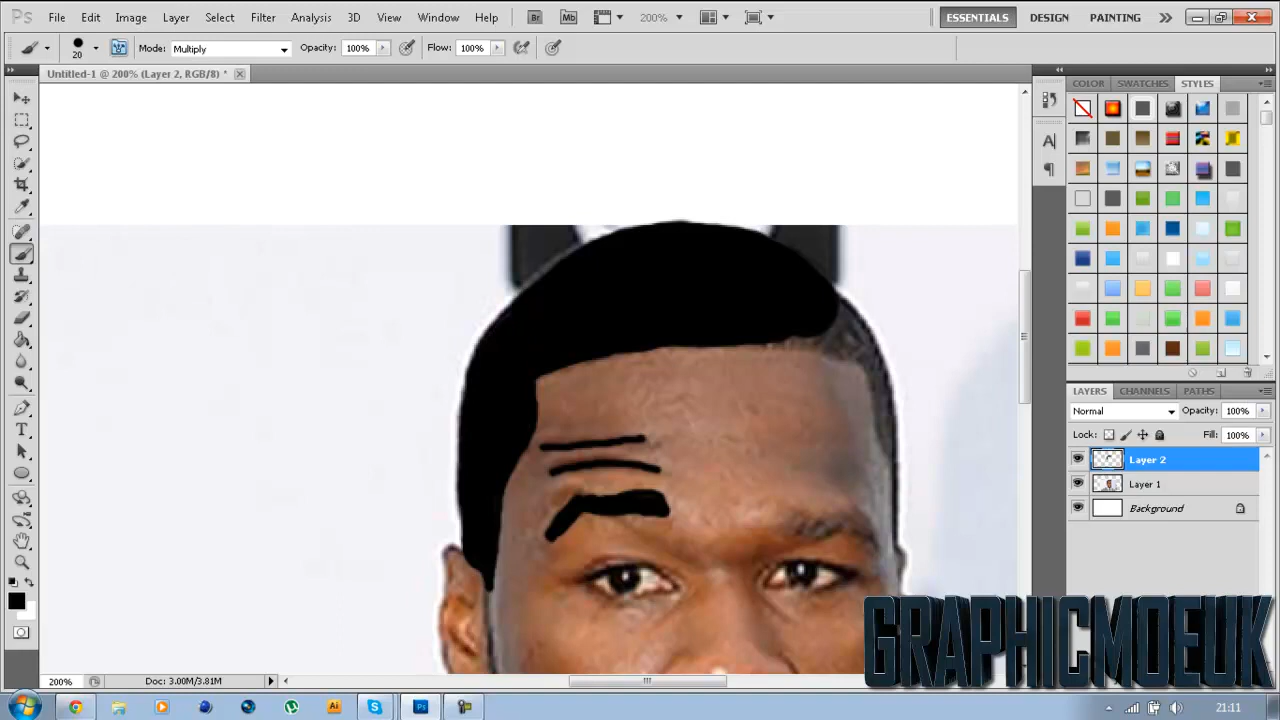 Ps File Edit Image Layer Select Filter Analysis 3D View Window Help Br Mb 200% ESSENTIALS DESIGN PAINTING
20 Mode: Multiply Opacity: 100% Flow: 100%
Untitled-1 @ 200% (Layer 2, RGB/8) *
COLOR SWATCHES STYLES
A
LAYERS CHANNELS PATHS
Normal Opacity: 100%
Lock: Fill: 100%
Layer 2
Layer 1
Background
GRAPHICMOEUK
200% Doc: 3.00M/3.81M
Ai Ps 21:11